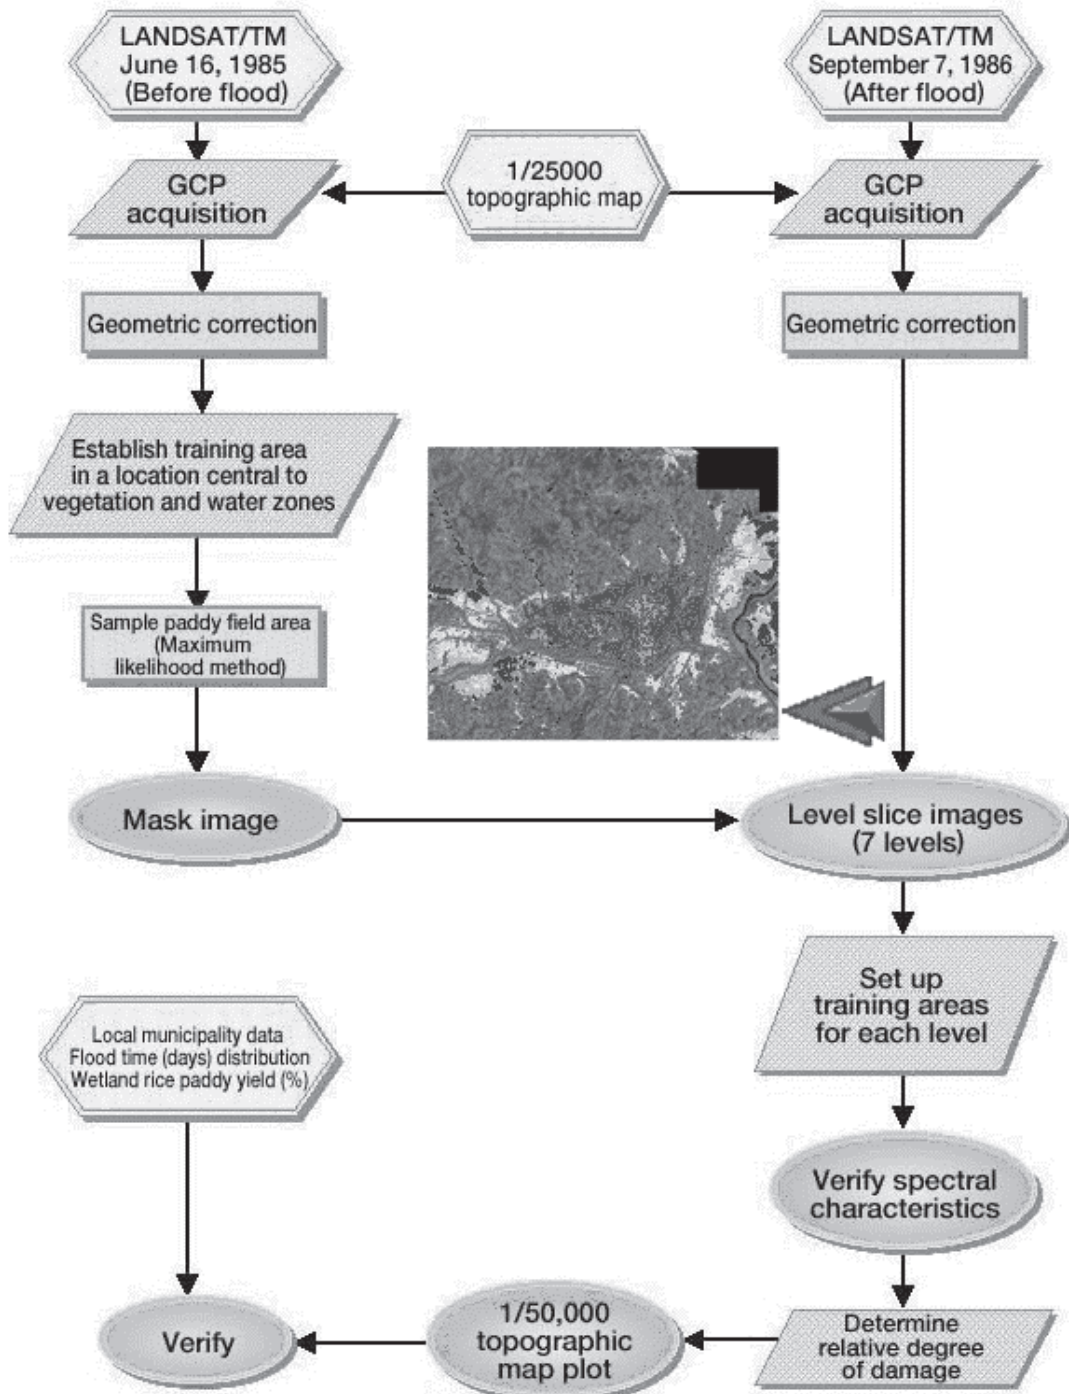 LANDSAT/TM
June 16, 1985
(Before flood)
LANDSAT/TM
September 7, 1986
(After flood)
1/25000
topographic map
GCP
acquisition
GCP
acquisition
Geometric correction
Geometric correction
Establish training area
in a location central to
vegetation and water zones
Sample paddy field area
(Maximum
likelihood method)
Mask image
Level slice images
(7 levels)
Set up
training areas
for each level
Local municipality data
Flood time (days) distribution
Wetland rice paddy yield (%)
Verify spectral
characteristics
Verify
1/50,000
topographic
map plot
Determine
relative degree
of damage